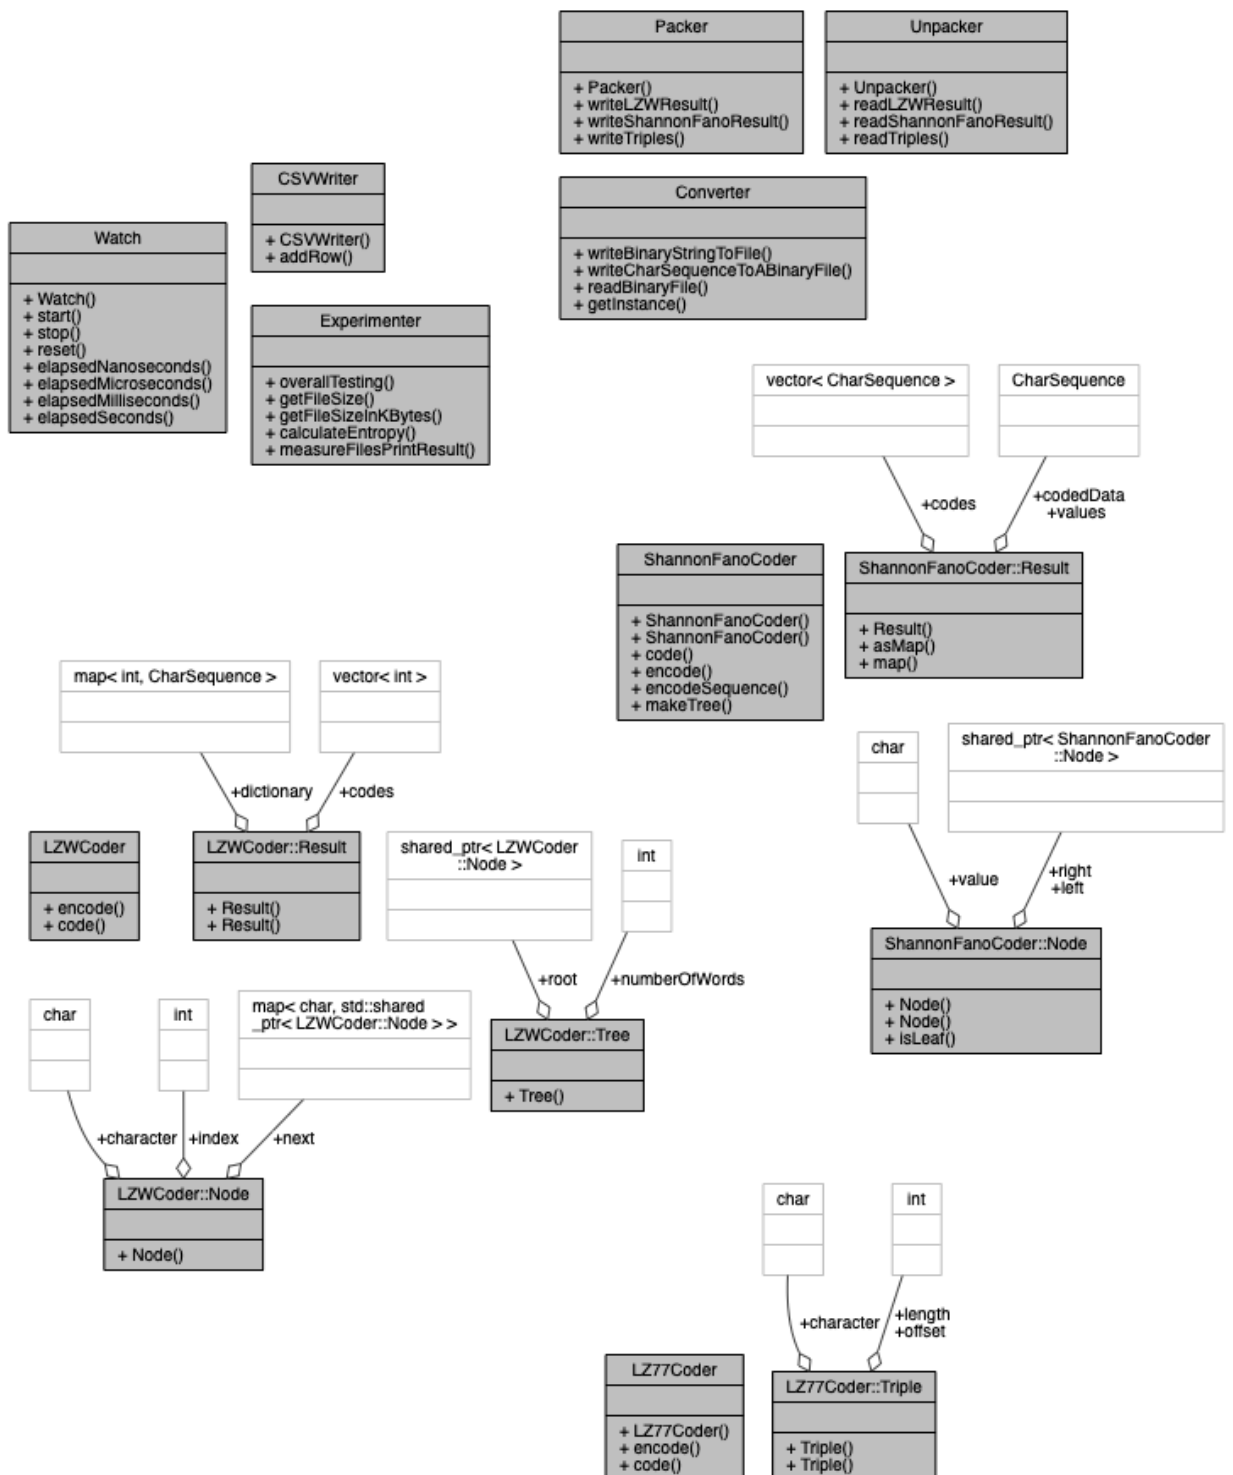 Packer
+ Packer()
+ writeLZWResult()
+ writeShannonFanoResult()
+ writeTriples()
Unpacker
+ Unpacker()
+ readLZWResult()
+ readShannonFanoResult()
+ readTriples()
CSVWriter
+ CSVWriter()
+ addRow()
Converter
+ writeBinaryStringToFile()
+ writeCharSequenceToABinaryFile()
+ readBinaryFile()
+ getInstance()
Watch
+ Watch()
+ start()
+ stop()
+ reset()
+ elapsedNanoseconds()
+ elapsedMicroseconds()
+ elapsedMilliseconds()
+ elapsedSeconds()
Experimenter
+ overallTesting()
+ getFileSize()
+ getFileSizeInKBytes()
+ calculateEntropy()
+ measureFilesPrintResult()
vector< CharSequence >
CharSequence
+codes
+codedData
+values
ShannonFanoCoder
+ ShannonFanoCoder()
+ ShannonFanoCoder()
+ code()
+ encode()
+ encodeSequence()
+ makeTree()
ShannonFanoCoder::Result
+ Result()
+ asMap()
+ map()
map< int, CharSequence >
vector< int >
+dictionary
+codes
char
shared_ptr< ShannonFanoCoder
::Node >
+value
+right
+left
ShannonFanoCoder::Node
+ Node()
+ Node()
+ isLeaf()
LZWCoder
+ encode()
+ code()
LZWCoder::Result
+ Result()
+ Result()
shared_ptr< LZWCoder
::Node >
int
+root
+numberOfWords
LZWCoder::Tree
+ Tree()
char
int
map< char, std::shared
_ptr< LZWCoder::Node > >
+character
+index
+next
LZWCoder::Node
+ Node()
char
int
+character
+length
+offset
LZ77Coder
+ LZ77Coder()
+ encode()
+ code()
LZ77Coder::Triple
+ Triple()
+ Triple()